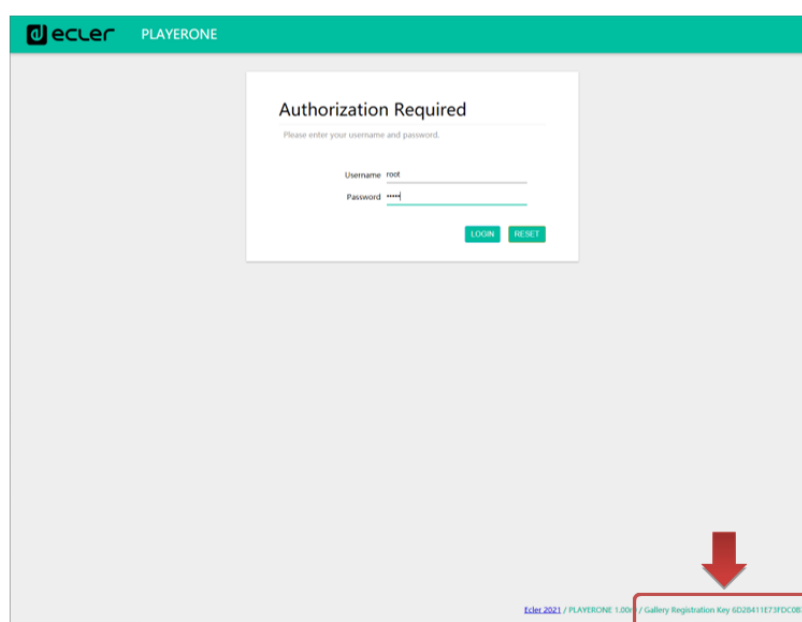 ecler PLAYERONE
Authorization Required
Please enter your username and password.
Username root
Password •••••
LOGIN RESET
Ecler 2021 / PLAYERONE / Gallery Registration Key